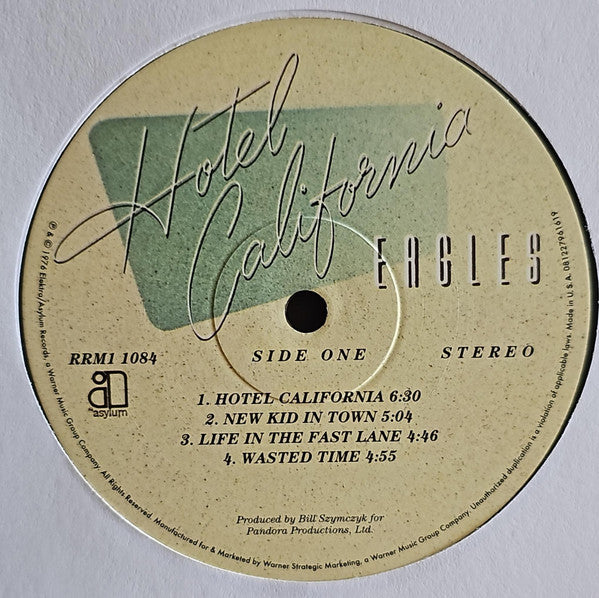 Hotel
California
EAGLES
RRM1 1084
SIDE ONE
STEREO
asylum
1. HOTEL CALIFORNIA 6:30
2. NEW KID IN TOWN 5:04
3. LIFE IN THE FAST LANE 4:46
4. WASTED TIME 4:55
Produced by Bill Szymczyk for
Pandora Productions, Ltd.
℗ & © 1976 Elektra/Asylum Records, a Warner Music Group Company. All Rights Reserved. Manufactured for & Marketed by Warner Strategic Marketing, a Warner Music Group Company. Unauthorized duplication is a violation of applicable laws. Made in U.S.A. 081227961619